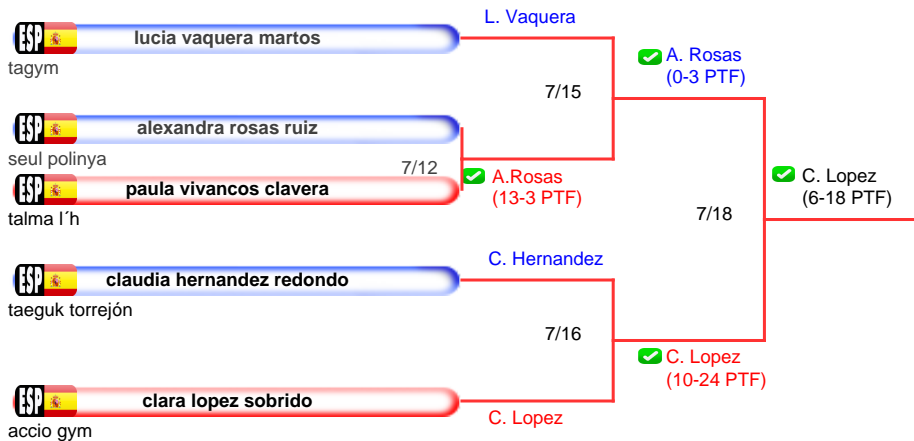 L. Vaquera
ESP lucia vaquera martos
tagym
A. Rosas
(0-3 PTF)
7/15
ESP alexandra rosas ruiz
seul polinya
7/12
A.Rosas
(13-3 PTF)
ESP paula vivancos clavera
talma l´h
C. Lopez
(6-18 PTF)
7/18
C. Hernandez
ESP claudia hernandez redondo
taeguk torrejón
7/16
C. Lopez
(10-24 PTF)
ESP clara lopez sobrido
C. Lopez
accio gym